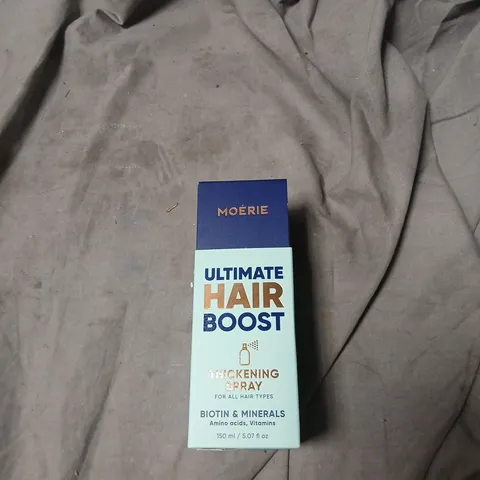 MOÉRIE
ULTIMATE
HAIR
BOOST
THICKENING
SPRAY
FOR ALL HAIR TYPES
BIOTIN & MINERALS
Amino acids, Vitamins
150 ml / 5.07 fl oz